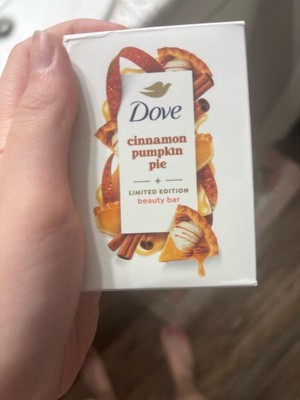 Dove
cinnamon
pumpkin
pie
LIMITED EDITION
beauty bar